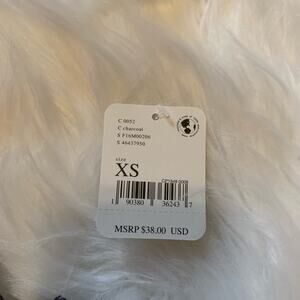 C 0052
C charcoal
S F16M00206
S 46437950
size
XS
1 90380 36243 7
MSRP $38.00 USD